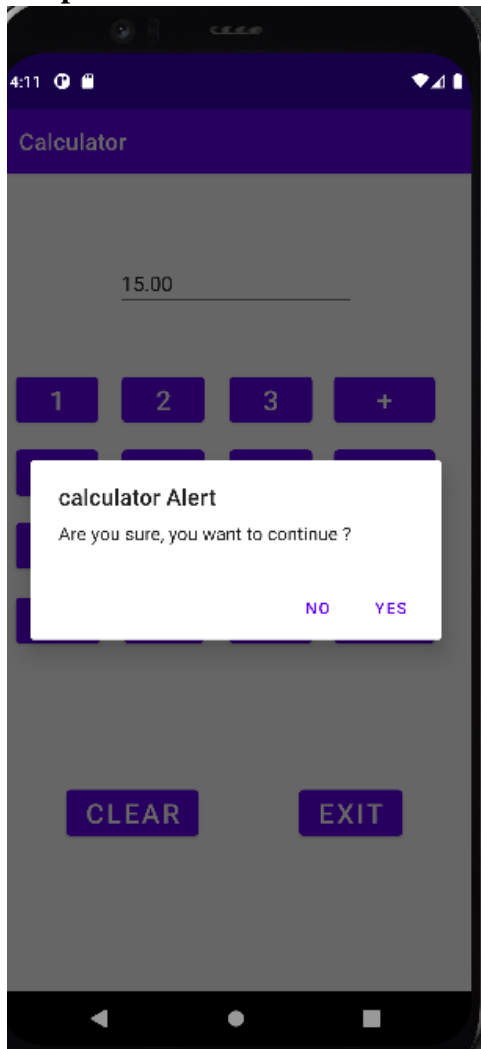 4:11
Calculator
15.00
1 2 3 +
calculator Alert
Are you sure, you want to continue ?
NO YES
CLEAR EXIT